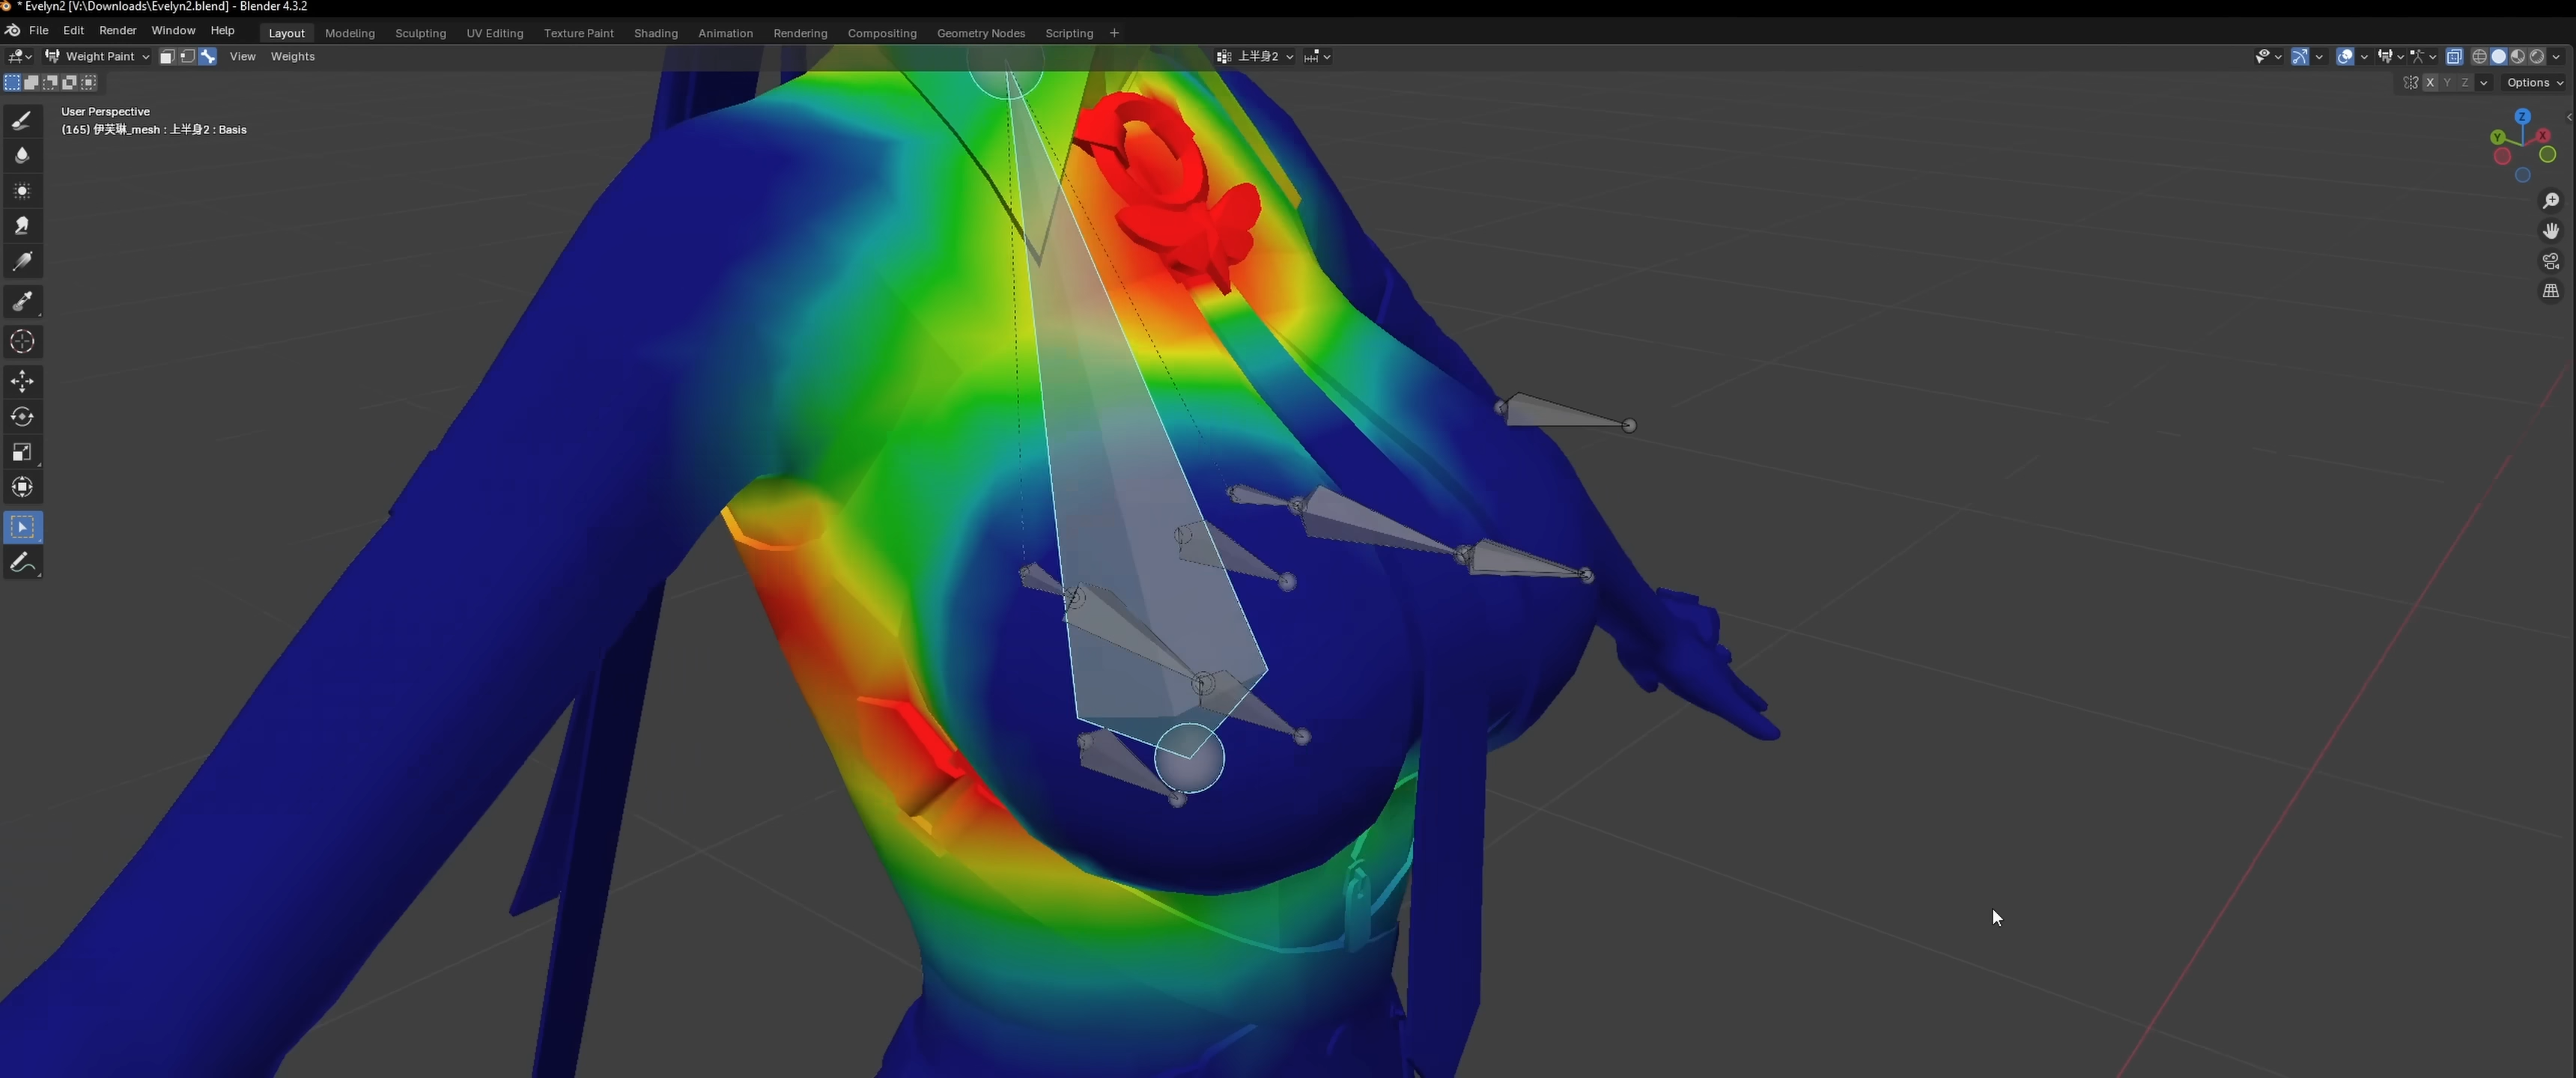 * Evelyn2 [V:\Downloads\Evelyn2.blend] - Blender 4.3.2
File Edit Render Window Help Layout Modeling Sculpting UV Editing Texture Paint Shading Animation Rendering Compositing Geometry Nodes Scripting +
Weight Paint View Weights 上半身2
X Y Z Options
User Perspective
(165) 伊芙琳_mesh : 上半身2 : Basis
Z
Y X